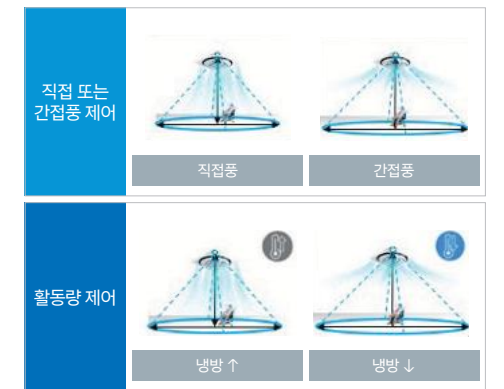 직접 또는
간접풍 제어
직접풍
간접풍
활동량 제어
냉방 ↑
냉방 ↓